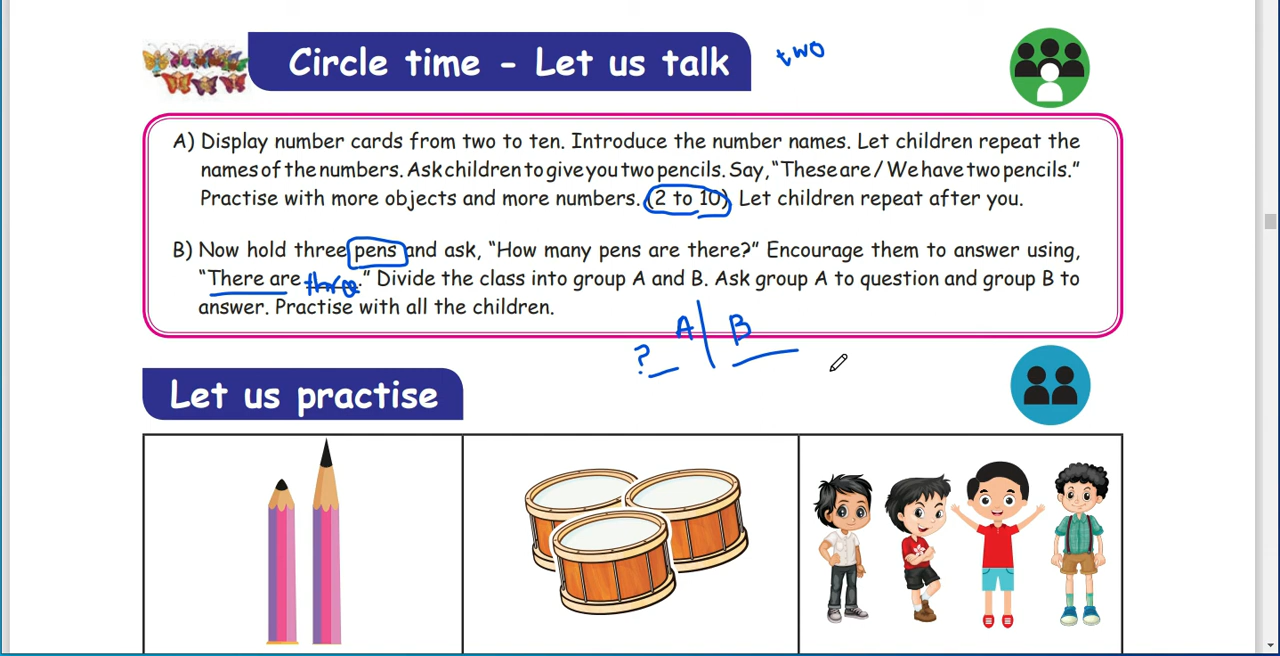 Circle time - Let us talk
two
A) Display number cards from two to ten. Introduce the number names. Let children repeat the
names of the numbers. Ask children to give you two pencils. Say, “These are / We have two pencils.”
Practise with more objects and more numbers. (2 to 10) Let children repeat after you.
B) Now hold three pens and ask, “How many pens are there?” Encourage them to answer using,
“There are three.” Divide the class into group A and B. Ask group A to question and group B to
answer. Practise with all the children.
A | B
?
Let us practise